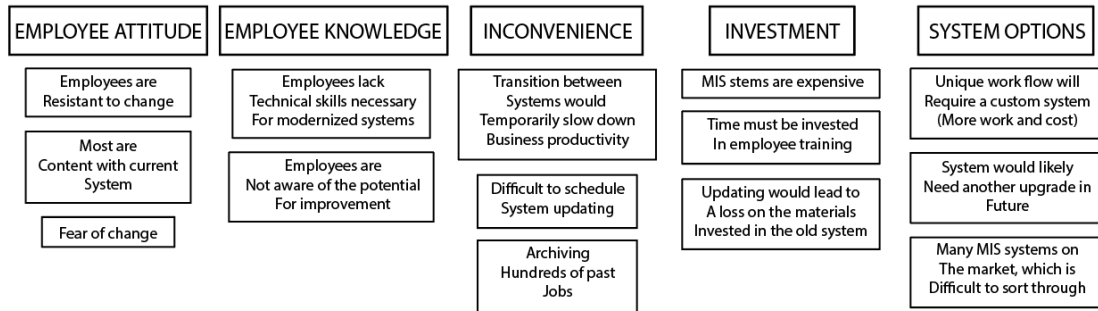 EMPLOYEE ATTITUDE
Employees are
Resistant to change
Most are
Content with current
System
Fear of change
EMPLOYEE KNOWLEDGE
Employees lack
Technical skills necessary
For modernized systems
Employees are
Not aware of the potential
For improvement
INCONVENIENCE
Transition between
Systems would
Temporarily slow down
Business productivity
Difficult to schedule
System updating
Archiving
Hundreds of past
Jobs
INVESTMENT
MIS stems are expensive
Time must be invested
In employee training
Updating would lead to
A loss on the materials
Invested in the old system
SYSTEM OPTIONS
Unique work flow will
Require a custom system
(More work and cost)
System would likely
Need another upgrade in
Future
Many MIS systems on
The market, which is
Difficult to sort through